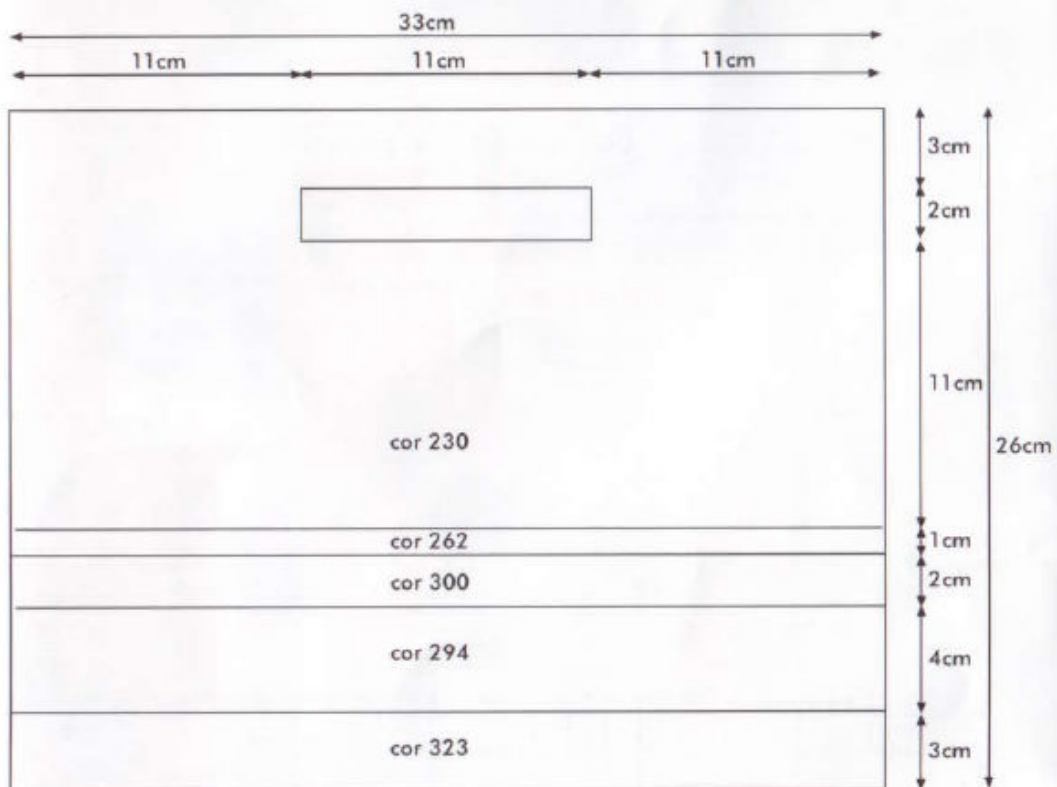 33cm
11cm 11cm 11cm
3cm
2cm
11cm
cor 230
26cm
cor 262
1cm
cor 300
2cm
cor 294
4cm
cor 323
3cm